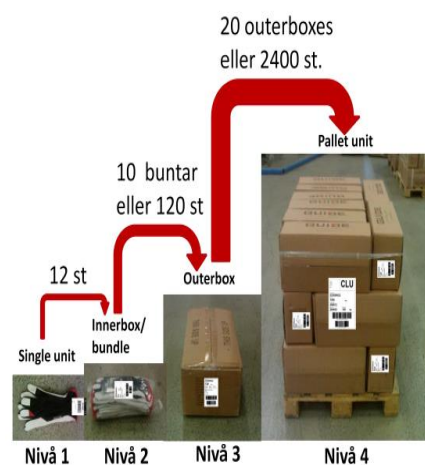 20 outerboxes
eller 2400 st.
Pallet unit
10 buntar
eller 120 st
Outerbox
12 st
Innerbox/
bundle
Single unit
CLU
Nivå 1
Nivå 2
Nivå 3
Nivå 4